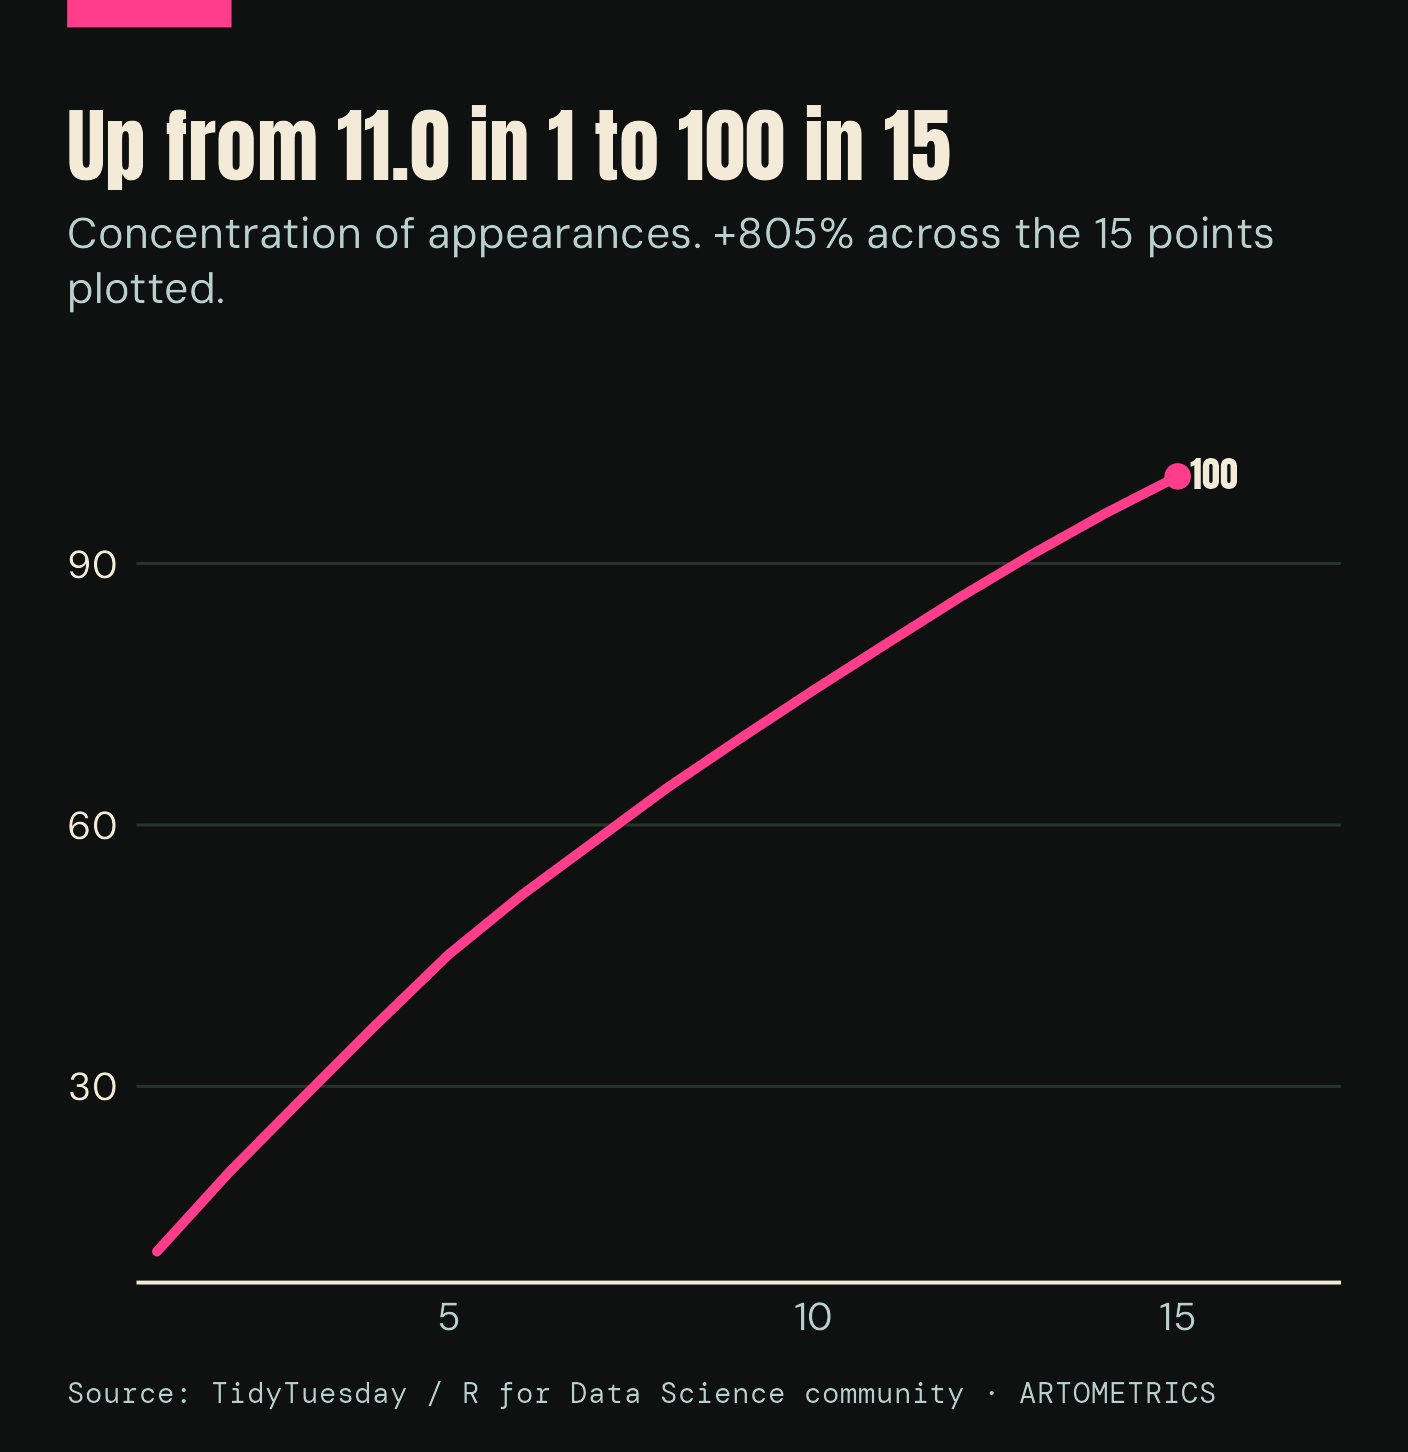 Up from 11.0 in 1 to 100 in 15
Concentration of appearances. +805% across the 15 points
plotted.
100
90
60
30
5 10 15
Source: TidyTuesday / R for Data Science community · ARTOMETRICS